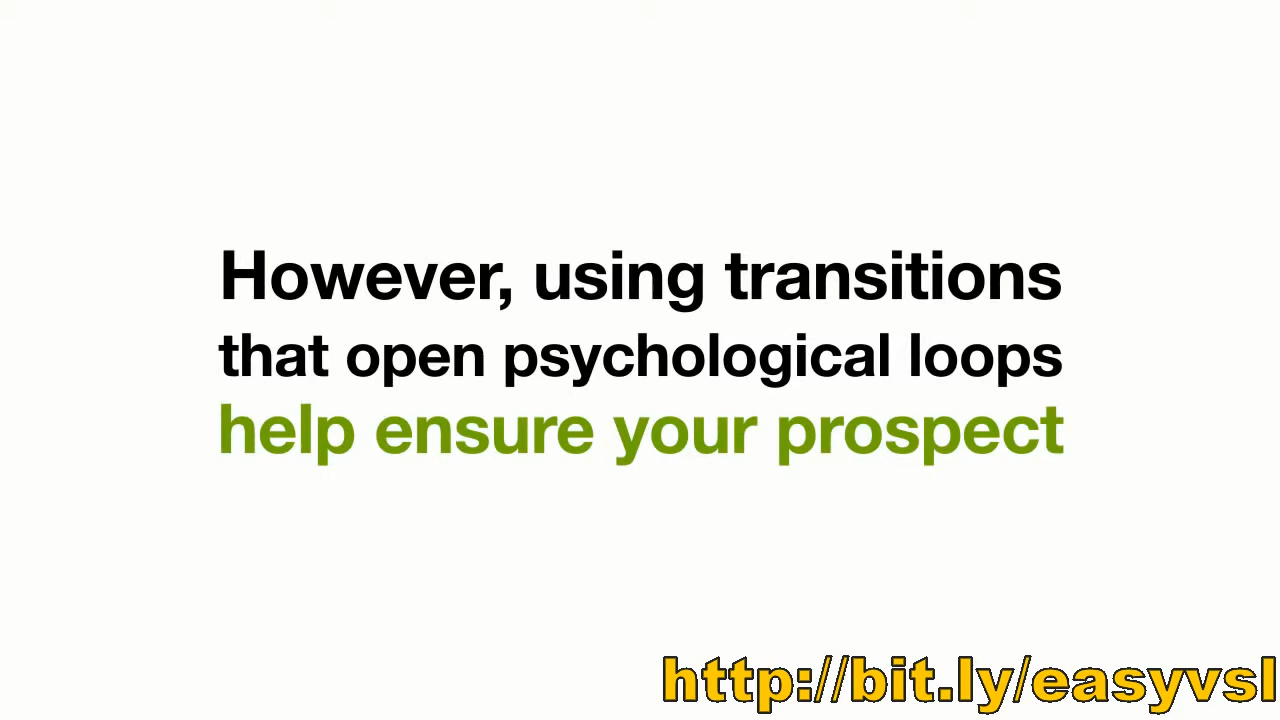 However, using transitions
that open psychological loops
help ensure your prospect
http://bit.ly/easyvsl